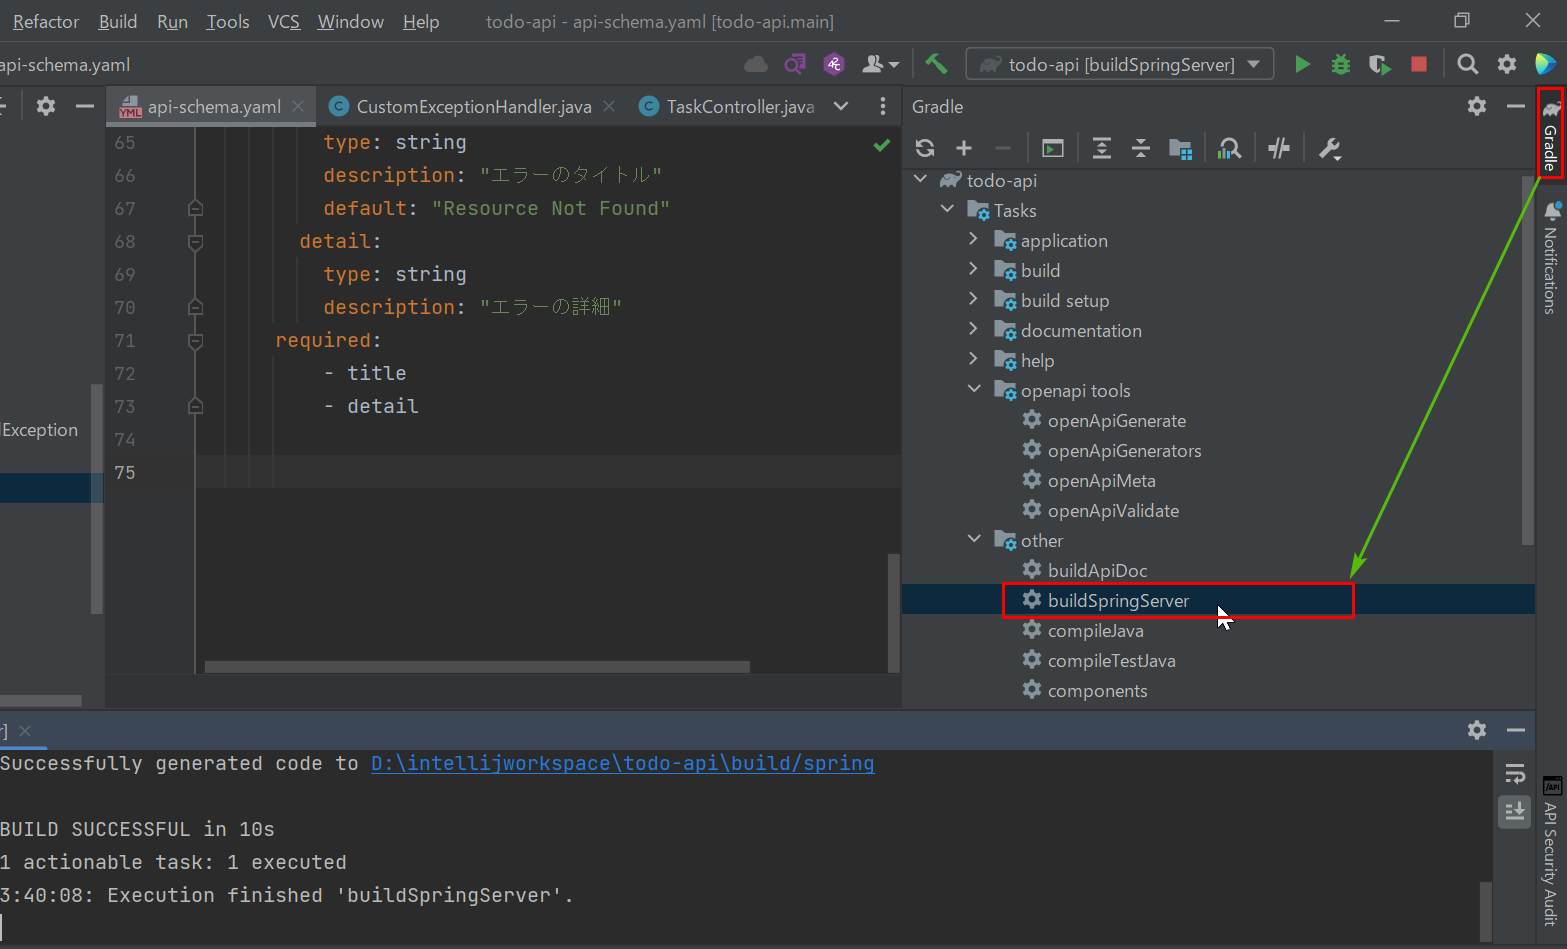 Refactor Build Run Tools VCS Window Help todo-api - api-schema.yaml [todo-api.main]
api-schema.yaml
todo-api [buildSpringServer]
api-schema.yaml
CustomExceptionHandler.java
TaskController.java
65 type: string
66 description: "エラーのタイトル"
67 default: "Resource Not Found"
68 detail:
69 type: string
70 description: "エラーの詳細"
71 required:
72 - title
73 - detail
74
75
Exception
Gradle
todo-api
Tasks
application
build
build setup
documentation
help
openapi tools
openApiGenerate
openApiGenerators
openApiMeta
openApiValidate
other
buildApiDoc
buildSpringServer
compileJava
compileTestJava
components
Gradle
Notifications
API Security Audit
r]
Successfully generated code to D:\intellijworkspace\todo-api\build/spring
BUILD SUCCESSFUL in 10s
1 actionable task: 1 executed
3:40:08: Execution finished 'buildSpringServer'.